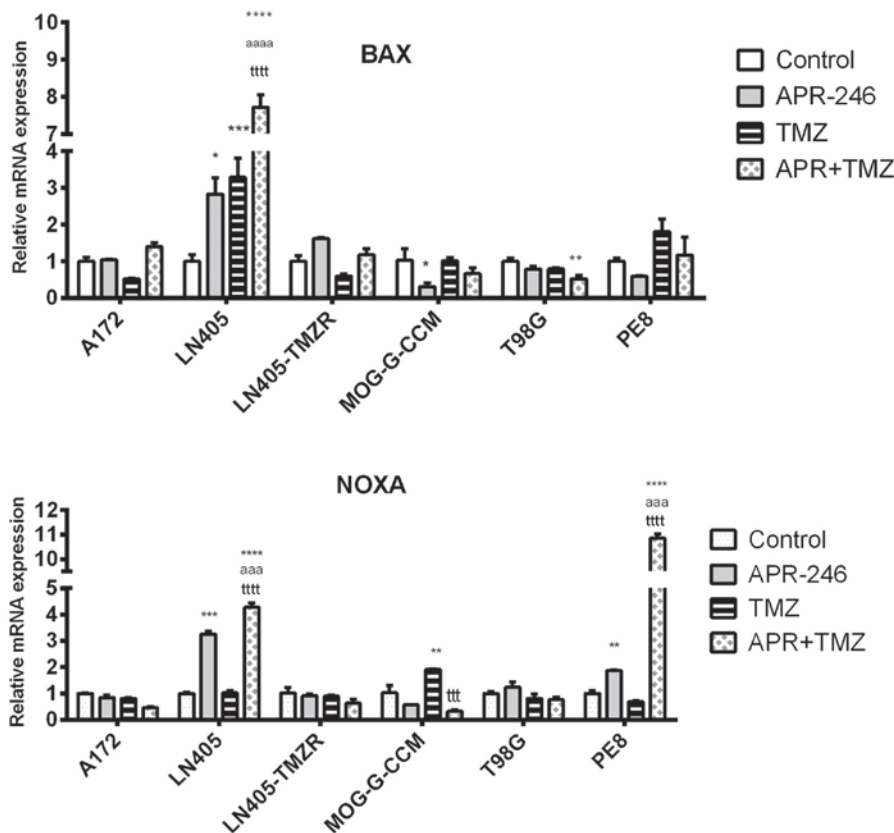 BAX
Relative mRNA expression
10
8
6
7
4
3
2
1
0
****
aaaa
tttt
*
***
*
**
A172
LN405
LN405-TMZR
MOG-G-CCM
T98G
PE8
Control
APR-246
TMZ
APR+TMZ
NOXA
Relative mRNA expression
12
11
10
5
4
3
2
1
0
***
****
aaa
tttt
**
ttt
**
****
aaa
tttt
A172
LN405
LN405-TMZR
MOG-G-CCM
T98G
PE8
Control
APR-246
TMZ
APR+TMZ